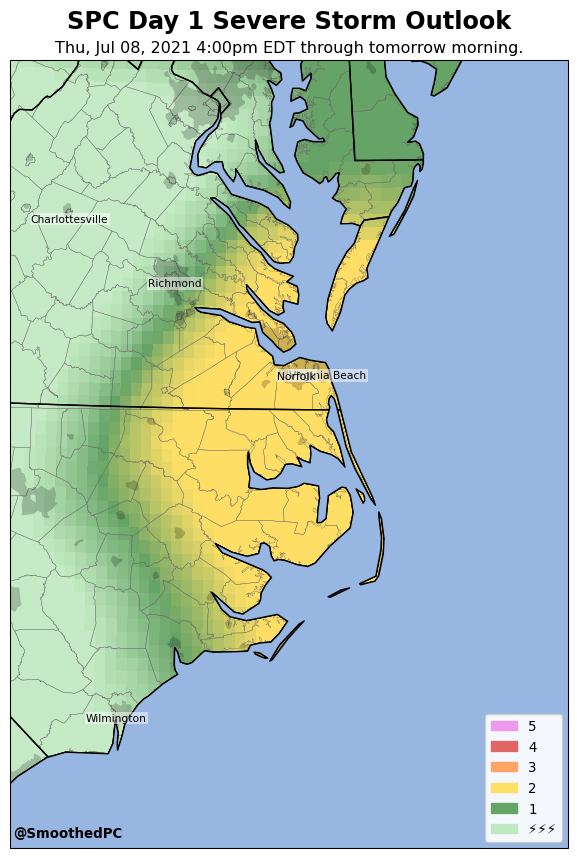 SPC Day 1 Severe Storm Outlook
Thu, Jul 08, 2021 4:00pm EDT through tomorrow morning.
Charlottesville
Richmond
Norfolk
Beach
Wilmington
5
4
3
2
1
⚡⚡⚡
@SmoothedPC